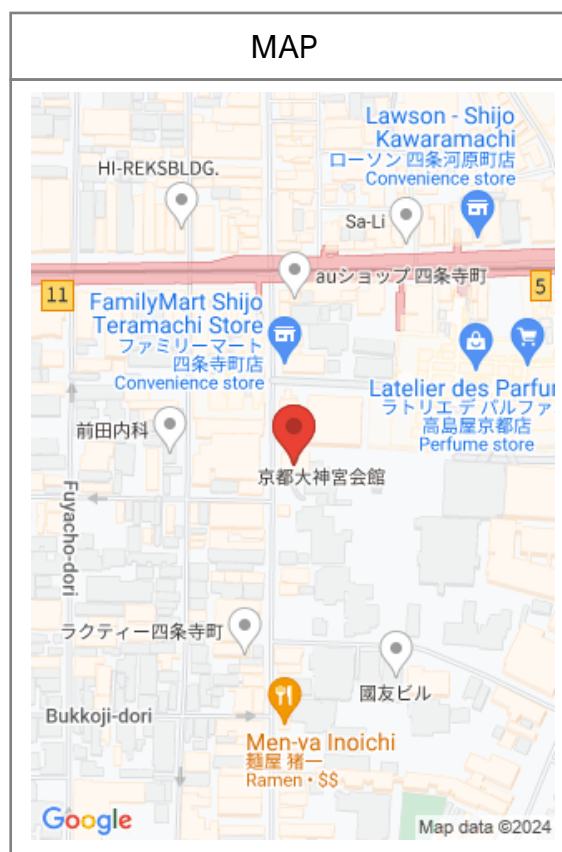 MAP
Lawson - Shijo
Kawaramachi
ローソン 四条河原町店
Convenience store
HI-REKSBLDG.
Sa-Li
auショップ 四条寺町
11
5
FamilyMart Shijo
Teramachi Store
ファミリーマート
四条寺町店
Convenience store
Latelier des Parfu
ラトリエ デ パルファ
高島屋京都店
Perfume store
前田内科
京都大神宮会館
Fuyacho-dori
ラクティー四条寺町
國友ビル
Bukkoji-dori
Men-va Inoichi
麺屋 猪一
Ramen • $$
Google
Map data ©2024